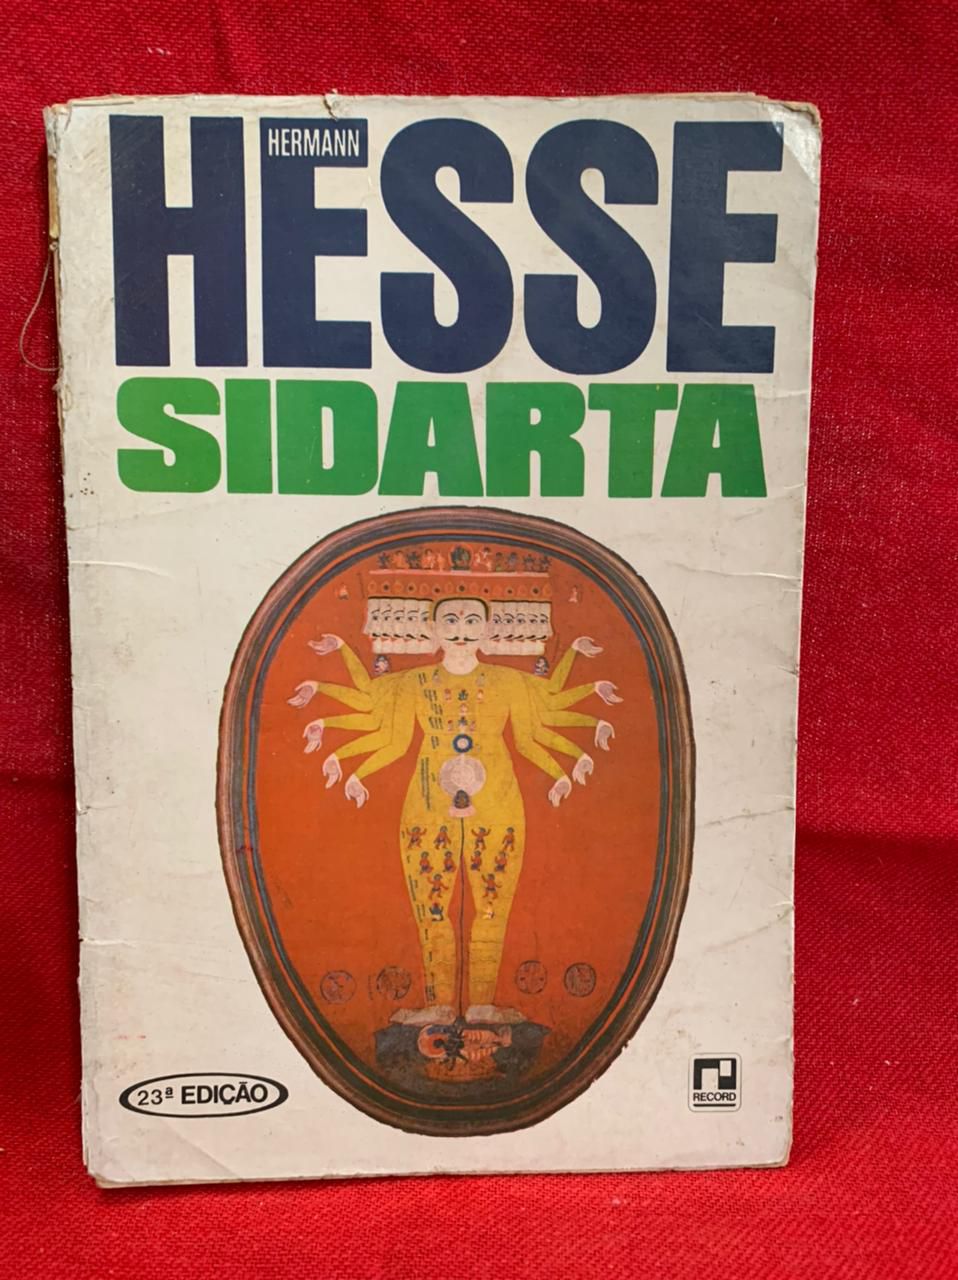 HERMANN
HESSE
SIDARTA
23ª EDIÇÃO
RECORD